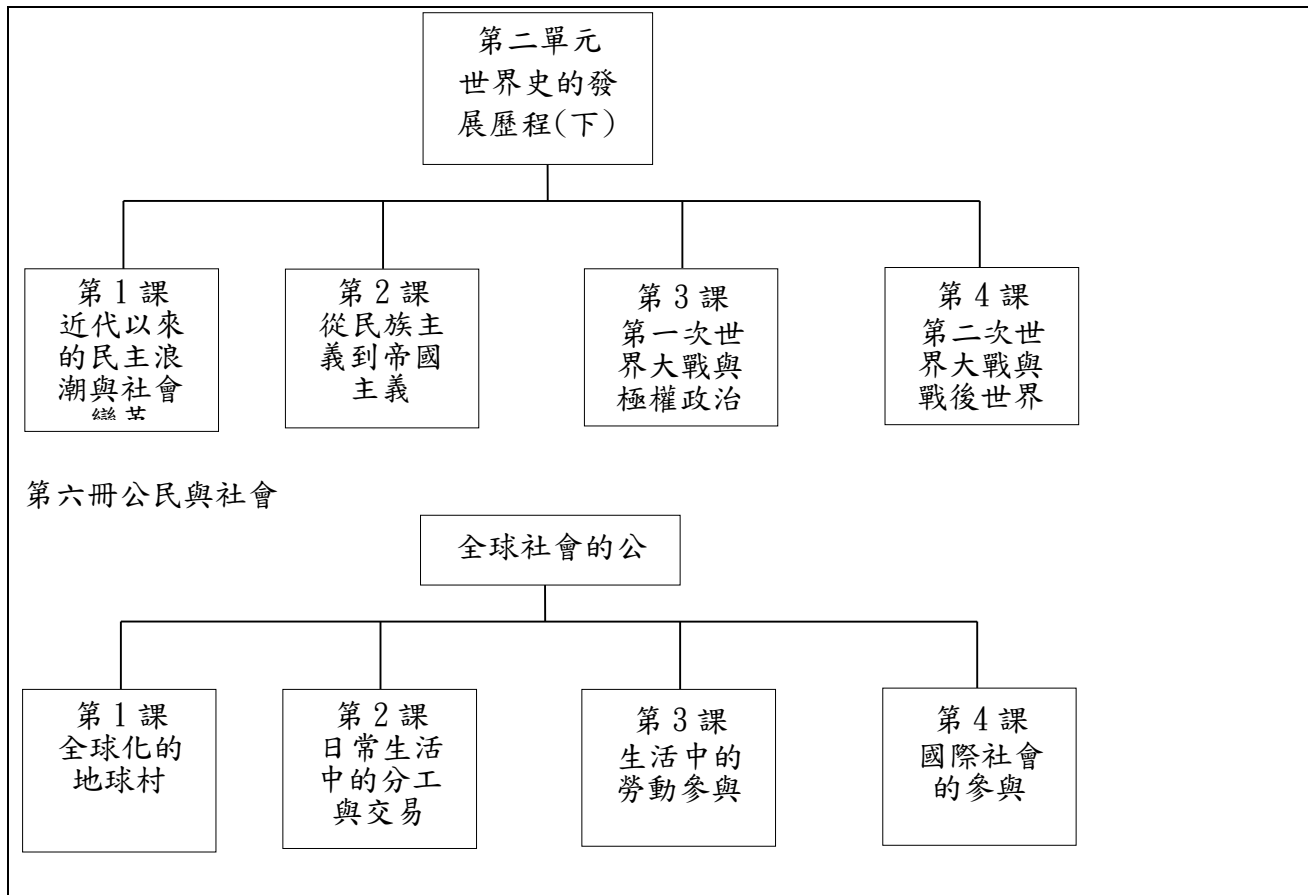 第二單元
世界史的發
展歷程(下)
第 1 課
近代以來
的民主浪
潮與社會
第 2 課
從民族主
義到帝國
主義
第 3 課
第一次世
界大戰與
極權政治
第 4 課
第二次世
界大戰與
戰後世界
第六冊公民與社會
全球社會的公
第 1 課
全球化的
地球村
第 2 課
日常生活
中的分工
與交易
第 3 課
生活中的
勞動參與
第 4 課
國際社會
的參與